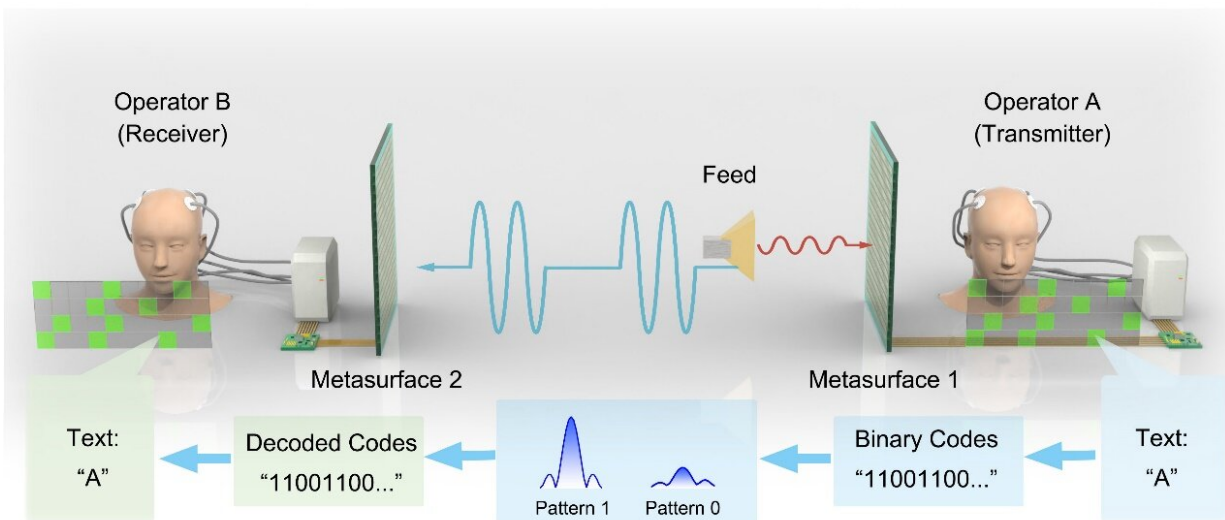 Operator B
(Receiver)
Operator A
(Transmitter)
Feed
Metasurface 2
Metasurface 1
Text:
“A”
Decoded Codes
“11001100...”
Pattern 1
Pattern 0
Binary Codes
“11001100...”
Text:
“A”